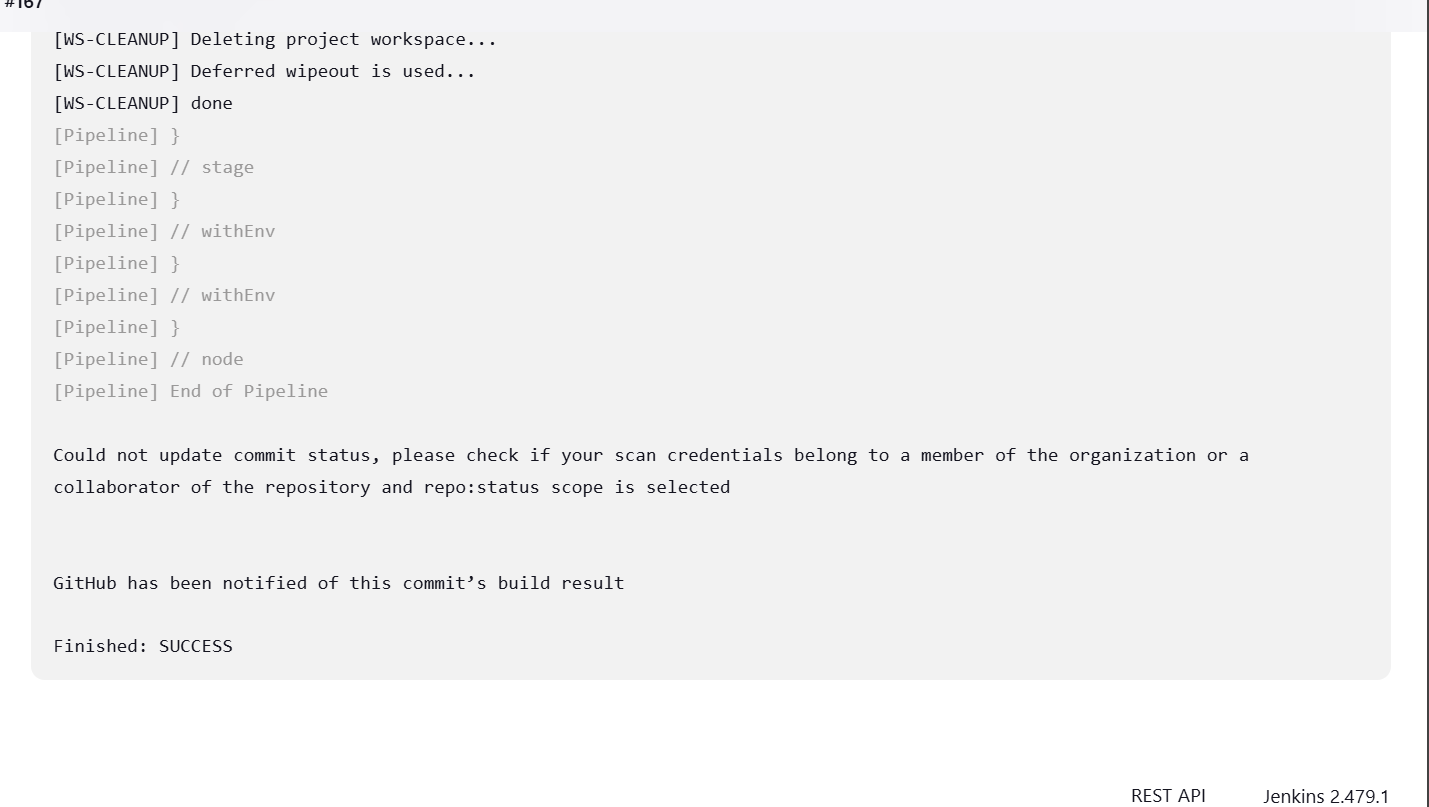 #167
[WS-CLEANUP] Deleting project workspace...
[WS-CLEANUP] Deferred wipeout is used...
[WS-CLEANUP] done
[Pipeline] }
[Pipeline] // stage
[Pipeline] }
[Pipeline] // withEnv
[Pipeline] }
[Pipeline] // withEnv
[Pipeline] }
[Pipeline] // node
[Pipeline] End of Pipeline
Could not update commit status, please check if your scan credentials belong to a member of the organization or a
collaborator of the repository and repo:status scope is selected
GitHub has been notified of this commit’s build result
Finished: SUCCESS
REST API Jenkins 2.479.1